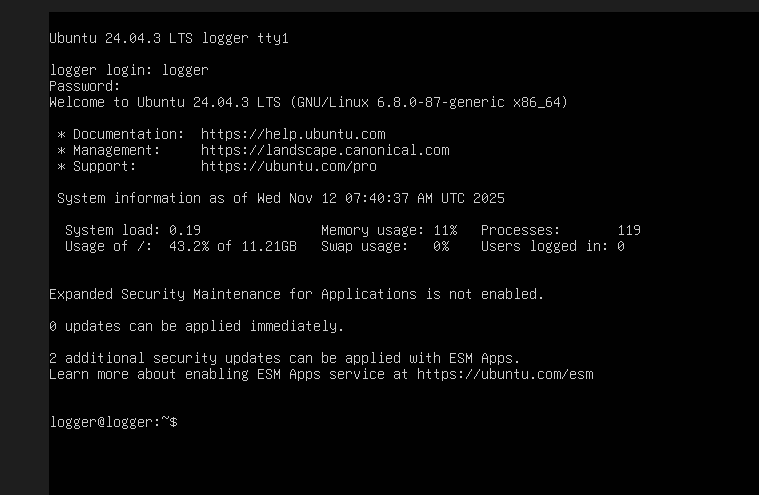 Ubuntu 24.04.3 LTS logger tty1
logger login: logger
Password:
Welcome to Ubuntu 24.04.3 LTS (GNU/Linux 6.8.0-87-generic x86_64)
* Documentation:  https://help.ubuntu.com
* Management:     https://landscape.canonical.com
* Support:        https://ubuntu.com/pro
System information as of Wed Nov 12 07:40:37 AM UTC 2025
System load: 0.19               Memory usage: 11%   Processes:       119
Usage of /:  43.2% of 11.21GB   Swap usage:   0%    Users logged in: 0
Expanded Security Maintenance for Applications is not enabled.
0 updates can be applied immediately.
2 additional security updates can be applied with ESM Apps.
Learn more about enabling ESM Apps service at https://ubuntu.com/esm
logger@logger:~$